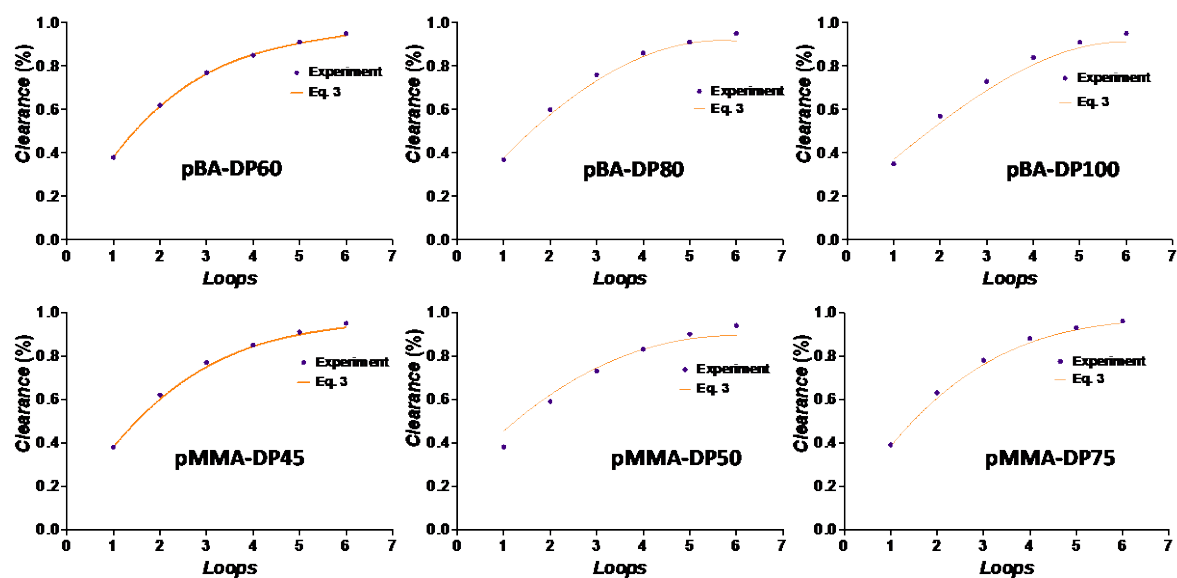 Clearance (%)
1.0
0.8
0.6
0.4
0.2
0.0
Experiment
Eq. 3
pBA-DP60
0 1 2 3 4 5 6 7
Loops
Clearance (%)
1.0
0.8
0.6
0.4
0.2
0.0
Experiment
Eq. 3
pBA-DP80
0 1 2 3 4 5 6 7
Loops
Clearance (%)
1.0
0.8
0.6
0.4
0.2
0.0
Experiment
Eq. 3
pBA-DP100
0 1 2 3 4 5 6 7
Loops
Clearance (%)
1.0
0.8
0.6
0.4
0.2
0.0
Experiment
Eq. 3
pMMA-DP45
0 1 2 3 4 5 6 7
Loops
Clearance (%)
1.0
0.8
0.6
0.4
0.2
0.0
Experiment
Eq. 3
pMMA-DP50
0 1 2 3 4 5 6 7
Loops
Clearance (%)
1.0
0.8
0.6
0.4
0.2
0.0
Experiment
Eq. 3
pMMA-DP75
0 1 2 3 4 5 6 7
Loops